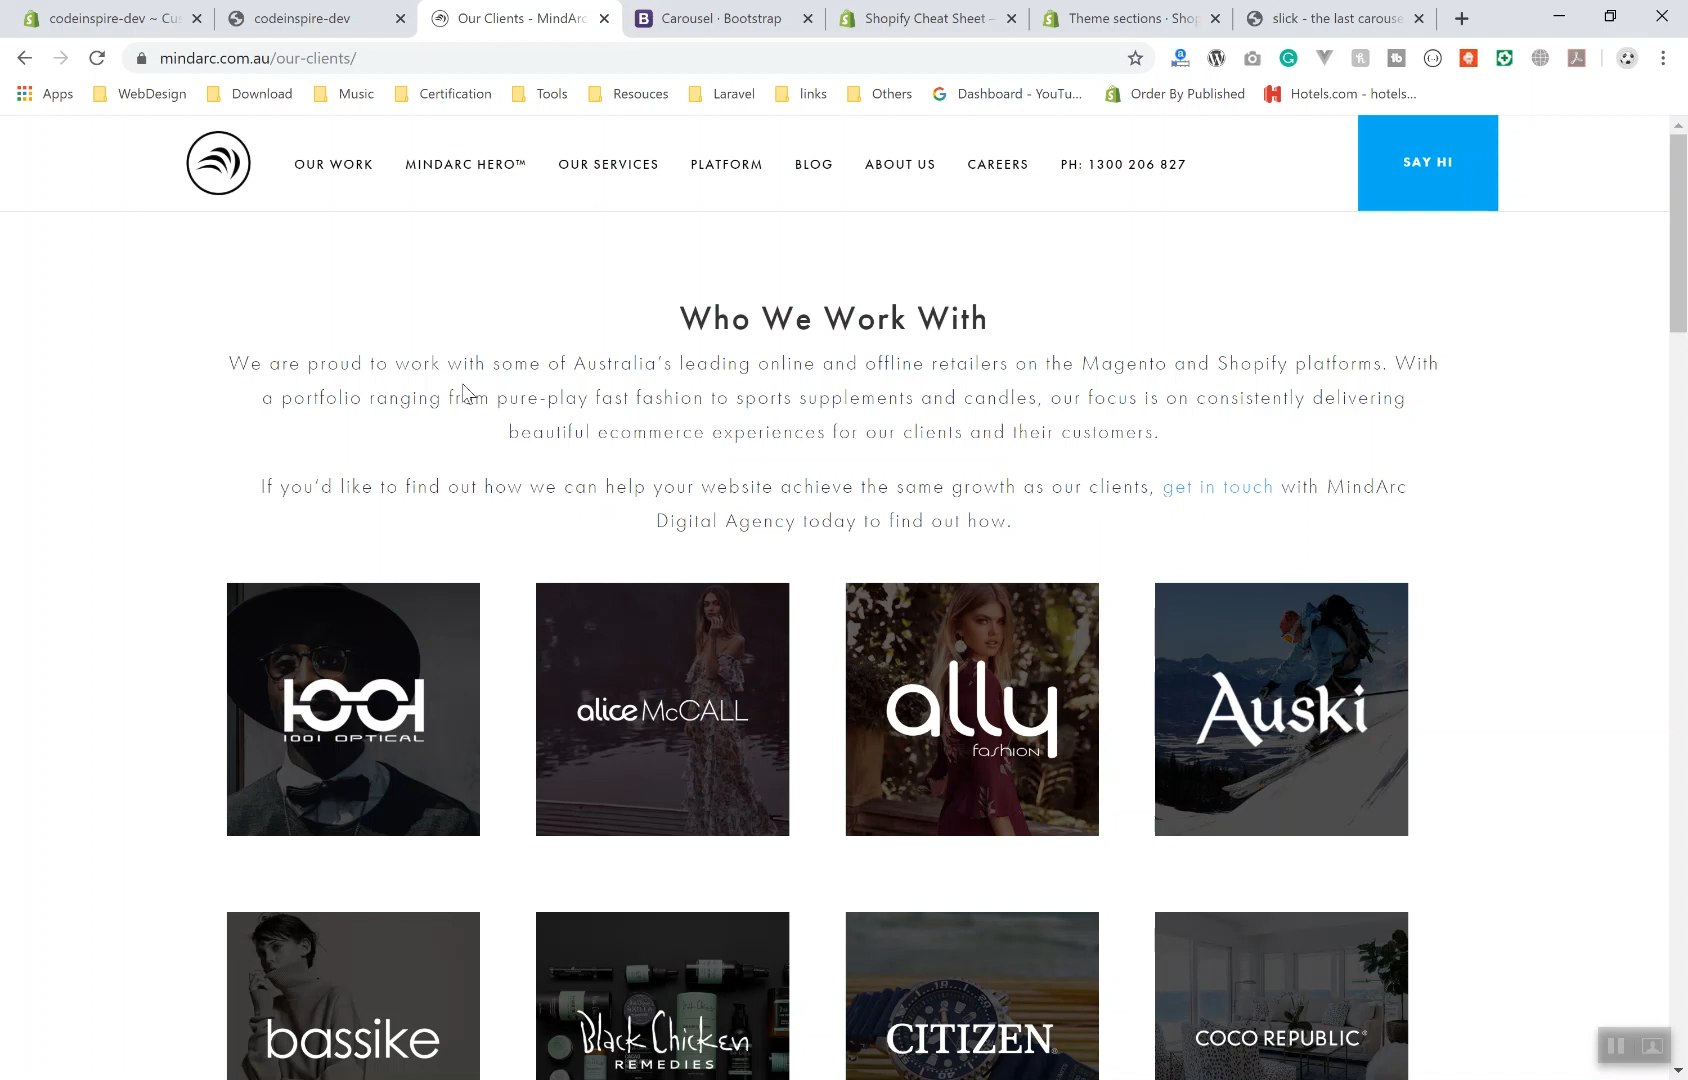 codeinspire-dev ~ Cus
codeinspire-dev
Our Clients - MindArc
Carousel · Bootstrap
Shopify Cheat Sheet –
Theme sections · Shop
slick - the last carouse
mindarc.com.au/our-clients/
Apps
WebDesign
Download
Music
Certification
Tools
Resouces
Laravel
links
Others
Dashboard - YouTu...
Order By Published
Hotels.com - hotels...
OUR WORK
MINDARC HERO™
OUR SERVICES
PLATFORM
BLOG
ABOUT US
CAREERS
PH: 1300 206 827
SAY HI
Who We Work With
We are proud to work with some of Australia's leading online and offline retailers on the Magento and Shopify platforms. With
a portfolio ranging from pure-play fast fashion to sports supplements and candles, our focus is on consistently delivering
beautiful ecommerce experiences for our clients and their customers.
If you'd like to find out how we can help your website achieve the same growth as our clients, get in touch with MindArc
Digital Agency today to find out how.
1001
1001 OPTICAL
alice McCALL
ally
fashion
Auski
bassike
Black Chicken
REMEDIES
CITIZEN
COCO REPUBLIC